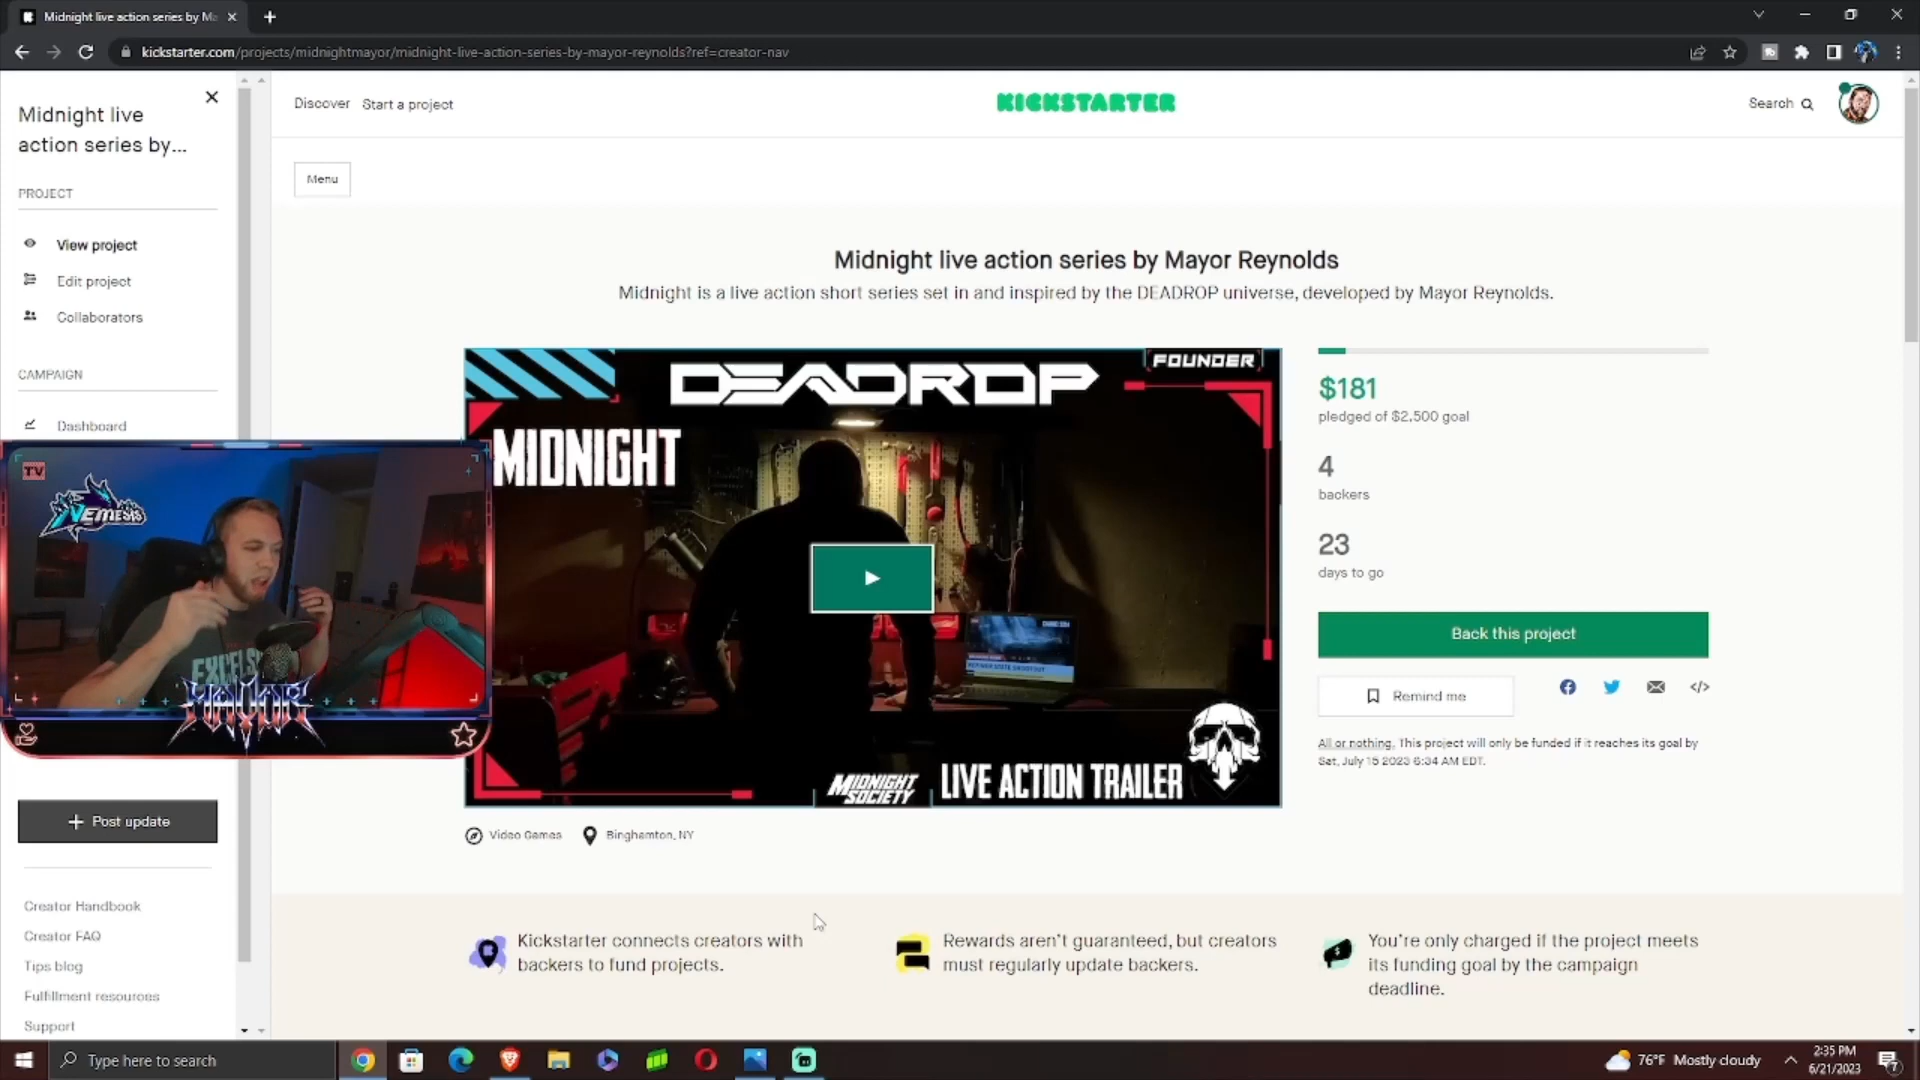 Midnight live action series by Ma
kickstarter.com/projects/midnightmayor/midnight-live-action-series-by-mayor-reynolds?ref=creator-nav
Midnight live
action series by...
PROJECT
View project
Edit project
Collaborators
CAMPAIGN
Dashboard
Post update
Creator Handbook
Creator FAQ
Tips blog
Fulfillment resources
Support
Discover Start a project
KICKSTARTER
Search
Menu
Midnight live action series by Mayor Reynolds
Midnight is a live action short series set in and inspired by the DEADROP universe, developed by Mayor Reynolds.
DEADROP
FOUNDER
MIDNIGHT
MIDNIGHT
SOCIETY
LIVE ACTION TRAILER
TV
NEMESIS
EXCELS
MAYOR
Video Games
Binghamton, NY
$181
pledged of $2,500 goal
4
backers
23
days to go
Back this project
Remind me
All or nothing. This project will only be funded if it reaches its goal by
Sat, July 15 2023 6:34 AM EDT.
Kickstarter connects creators with
backers to fund projects.
Rewards aren't guaranteed, but creators
must regularly update backers.
You're only charged if the project meets
its funding goal by the campaign
deadline.
Type here to search
76°F Mostly cloudy
2:35 PM
6/21/2023